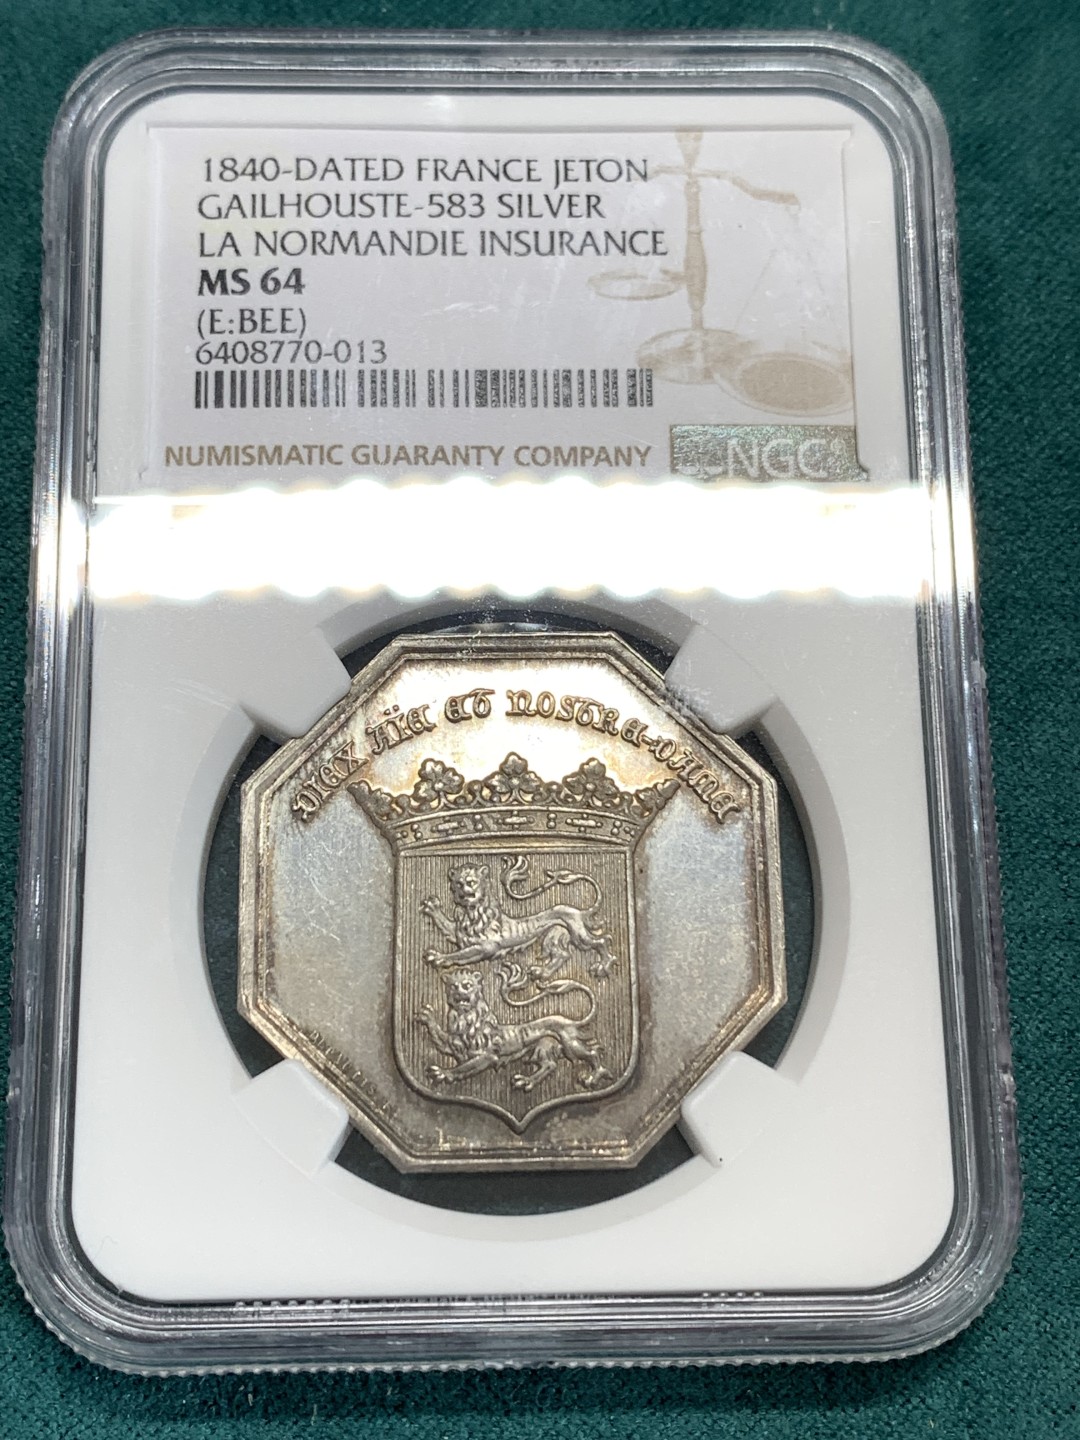 1840-DATED FRANCE JETON
GAILHOUSTE-583 SILVER
LA NORMANDIE INSURANCE
MS 64
(E:BEE)
6408770-013
NUMISMATIC GUARANTY COMPANY
NGC
DIEX AÏE ET NOSTRE-DAME